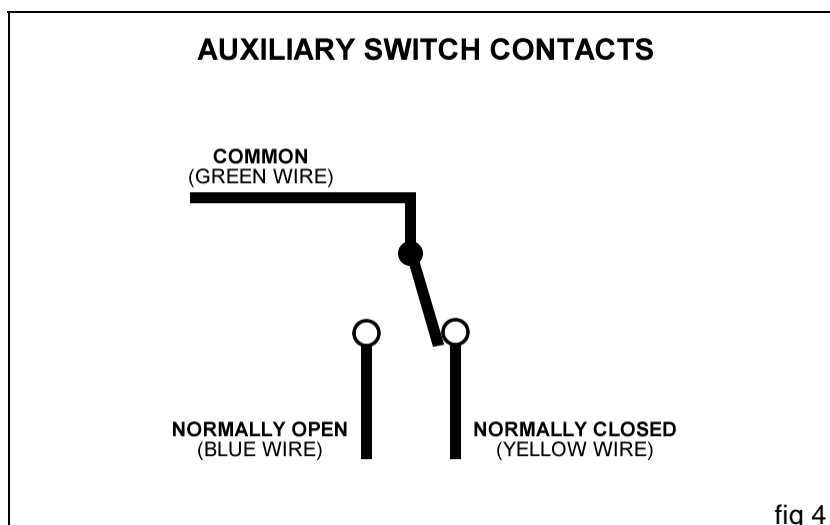 AUXILIARY SWITCH CONTACTS
COMMON
(GREEN WIRE)
NORMALLY OPEN
(BLUE WIRE)
NORMALLY CLOSED
(YELLOW WIRE)
fig 4